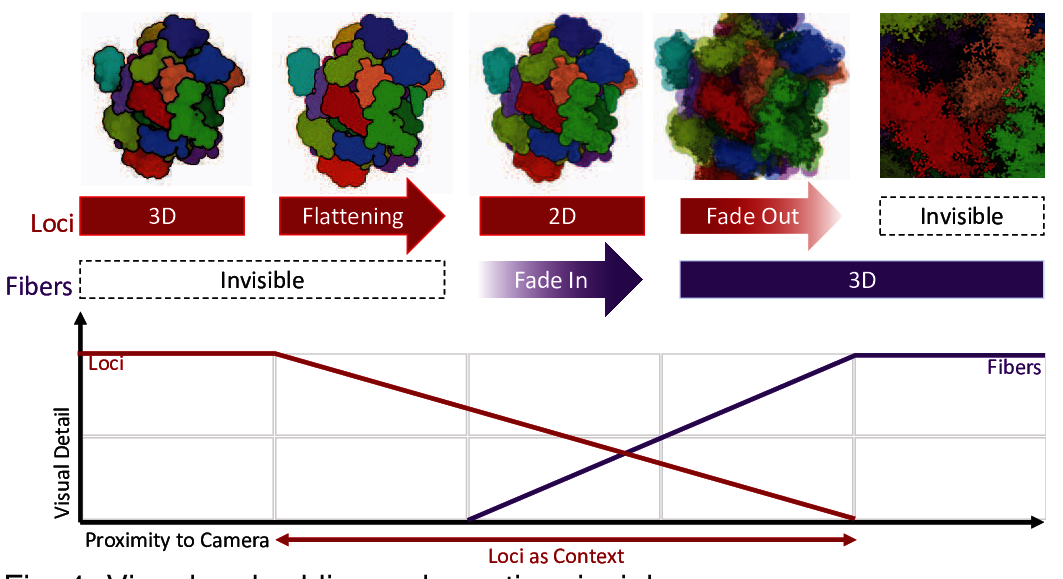 Loci 3D Flattening 2D Fade Out Invisible
Fibers Invisible Fade In 3D
Loci Fibers
Visual Detail
Proximity to Camera
Loci as Context